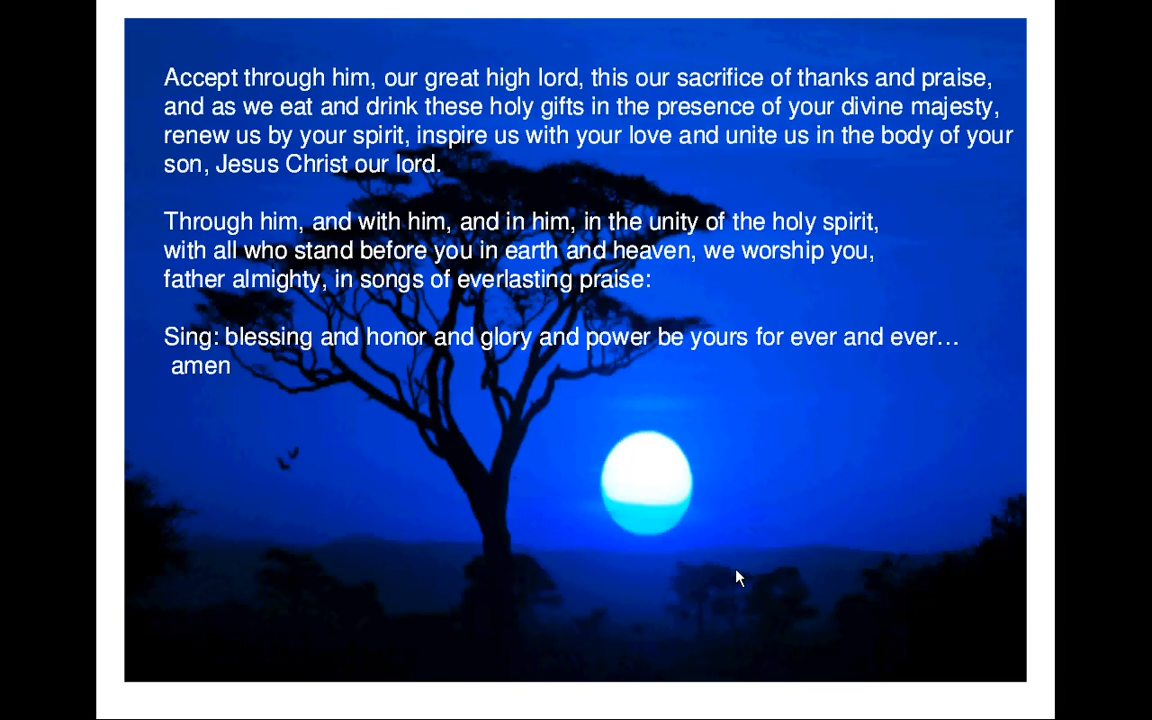 Accept through him, our great high lord, this our sacrifice of thanks and praise,
and as we eat and drink these holy gifts in the presence of your divine majesty,
renew us by your spirit, inspire us with your love and unite us in the body of your
son, Jesus Christ our lord.
Through him, and with him, and in him, in the unity of the holy spirit,
with all who stand before you in earth and heaven, we worship you,
father almighty, in songs of everlasting praise:
Sing: blessing and honor and glory and power be yours for ever and ever…
amen